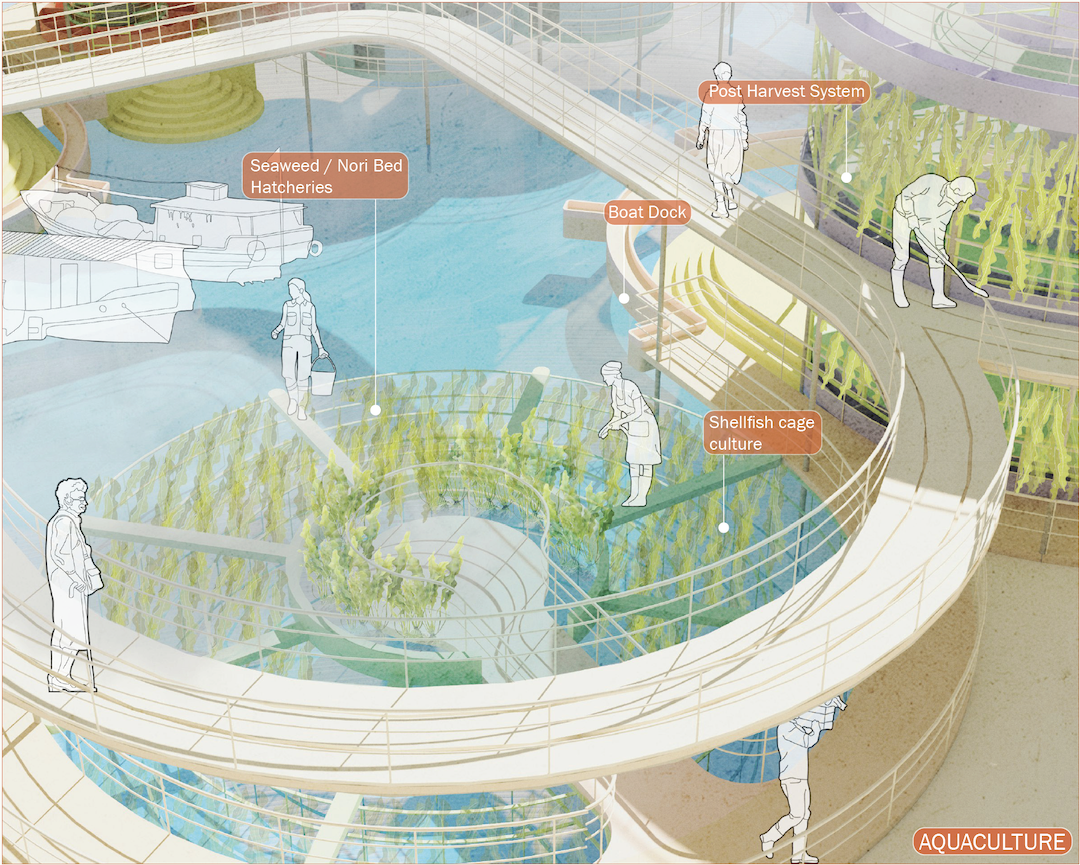 Post Harvest System
Seaweed / Nori Bed
Hatcheries
Boat Dock
Shellfish cage
culture
AQUACULTURE